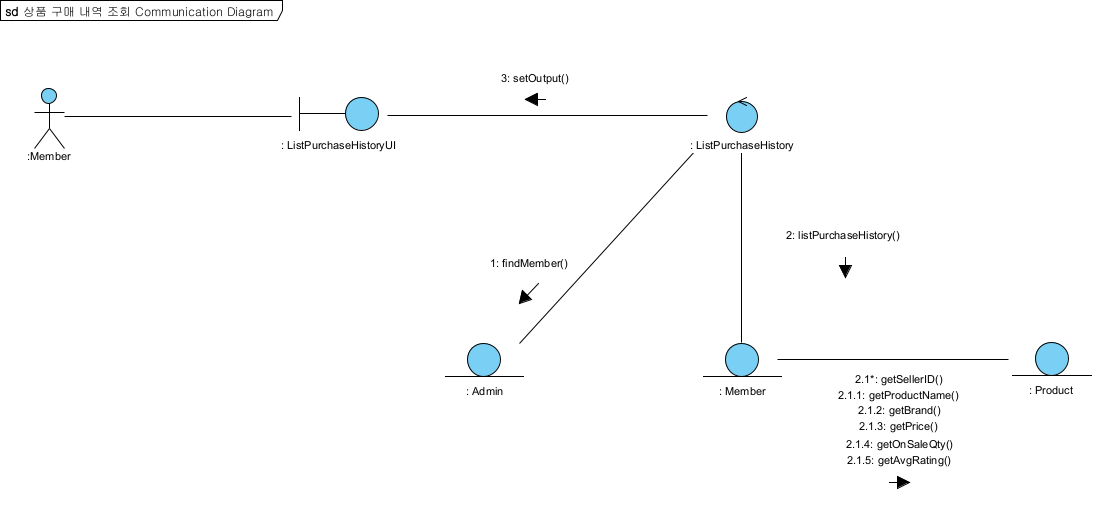 sd 상품 구매 내역 조회 Communication Diagram
3: setOutput()
:Member
: ListPurchaseHistoryUI
: ListPurchaseHistory
2: listPurchaseHistory()
1: findMember()
: Admin
: Member
: Product
2.1*: getSellerID()
2.1.1: getProductName()
2.1.2: getBrand()
2.1.3: getPrice()
2.1.4: getOnSaleQty()
2.1.5: getAvgRating()